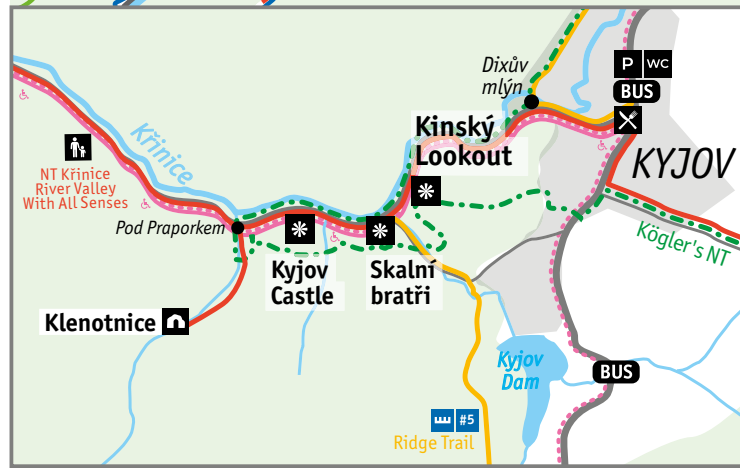 Dixův
mlýn
P WC
BUS
Kinský
Lookout
KYJOV
Křinice
NT Křinice
River Valley
With All Senses
Pod Praporkem
Kögler's NT
Kyjov
Castle
Skalní
bratři
Klenotnice
Kyjov
Dam
BUS
#5
Ridge Trail